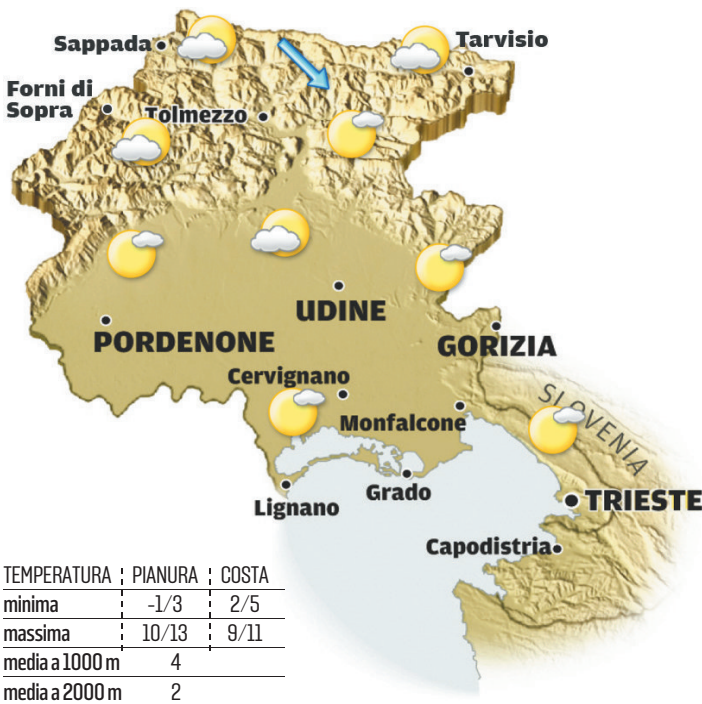 Sappada
Tarvisio
Forni di
Sopra
Tolmezzo
UDINE
PORDENONE
GORIZIA
Cervignano
SLOVENIA
Monfalcone
Grado
TRIESTE
Lignano
Capodistria
TEMPERATURA PIANURA COSTA
minima -1/3 2/5
massima 10/13 9/11
media a 1000 m 4
media a 2000 m 2